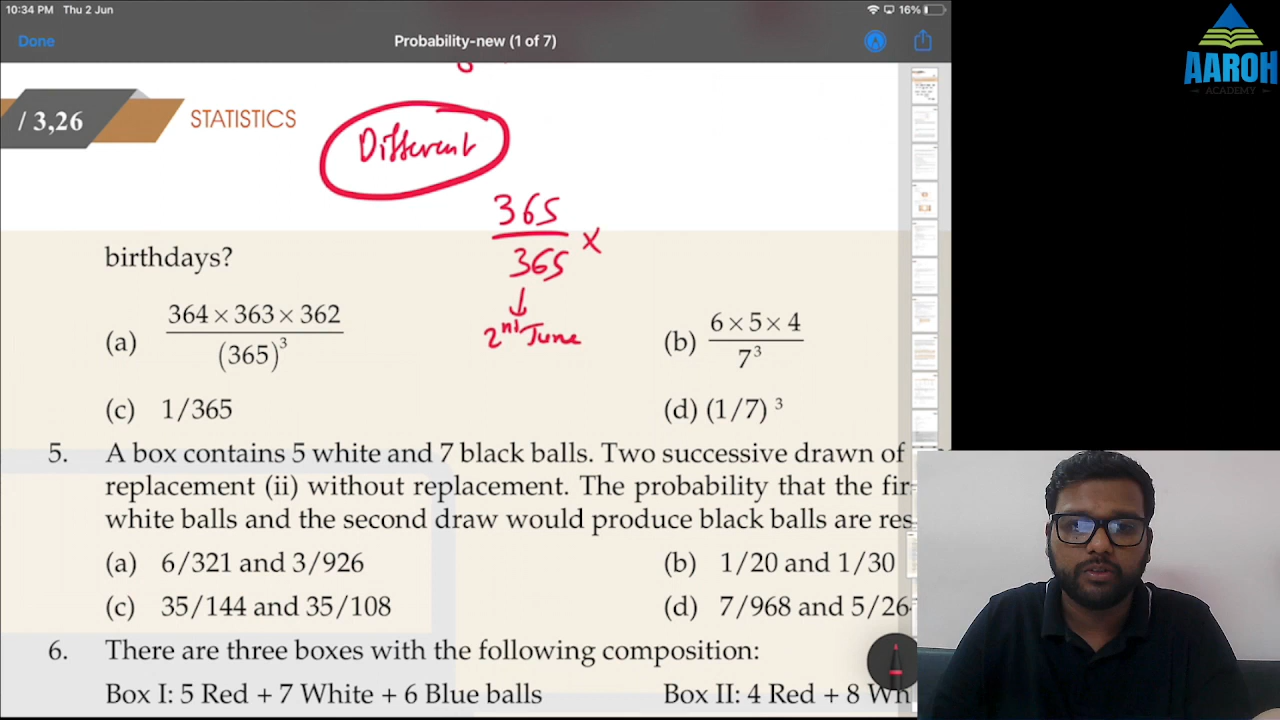 10:34 PM Thu 2 Jun
16%
Done
Probability-new (1 of 7)
AAROH
ACADEMY
/ 3,26
STATISTICS
Different
365
365
×
2nd June
birthdays?
(a) 364 × 363 × 362
(365)³
(b) 6 × 5 × 4
7³
(c) 1/365
(d) (1/7) ³
5. A box contains 5 white and 7 black balls. Two successive drawn of
replacement (ii) without replacement. The probability that the fir
white balls and the second draw would produce black balls are res
(a) 6/321 and 3/926
(b) 1/20 and 1/30
(c) 35/144 and 35/108
(d) 7/968 and 5/26
6. There are three boxes with the following composition:
Box I: 5 Red + 7 White + 6 Blue balls
Box II: 4 Red + 8 Wh